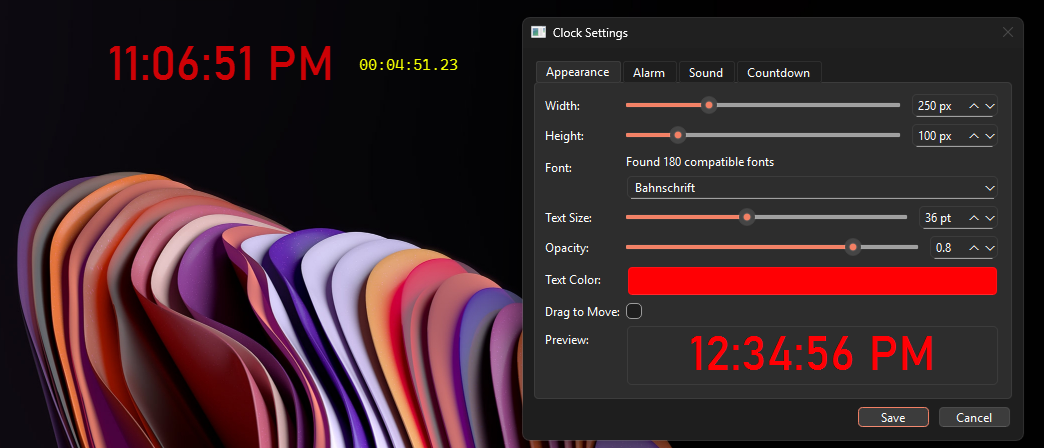 11:06:51 PM
00:04:51.23
Clock Settings
Appearance Alarm Sound Countdown
Width: 250 px
Height: 100 px
Font: Found 180 compatible fonts
Bahnschrift
Text Size: 36 pt
Opacity: 0.8
Text Color:
Drag to Move:
Preview: 12:34:56 PM
Save Cancel